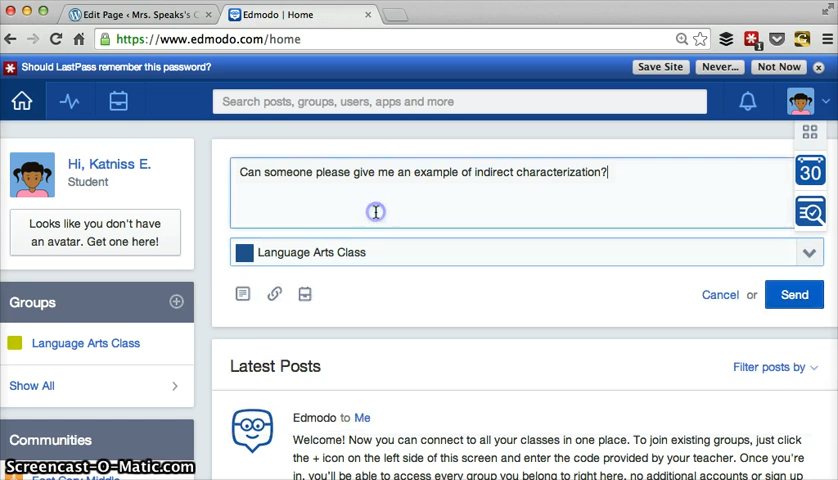 Edit Page ‹ Mrs. Speaks's C
Edmodo | Home
https://www.edmodo.com/home
1
Should LastPass remember this password?
Save Site
Never...
Not Now
Search posts, groups, users, apps and more
Hi, Katniss E.
Student
Looks like you don't have
an avatar. Get one here!
Can someone please give me an example of indirect characterization?
30
Language Arts Class
Cancel or Send
Groups
Language Arts Class
Show All
Communities
Latest Posts
Filter posts by
Edmodo to Me
Welcome! Now you can connect to all your classes in one place. To join existing groups, just click
the + icon on the left side of this screen and enter the code provided by your teacher. Once you're
in, you'll be able to access every group you belong to right here, no additional accounts or sign up
Screencast-O-Matic.com